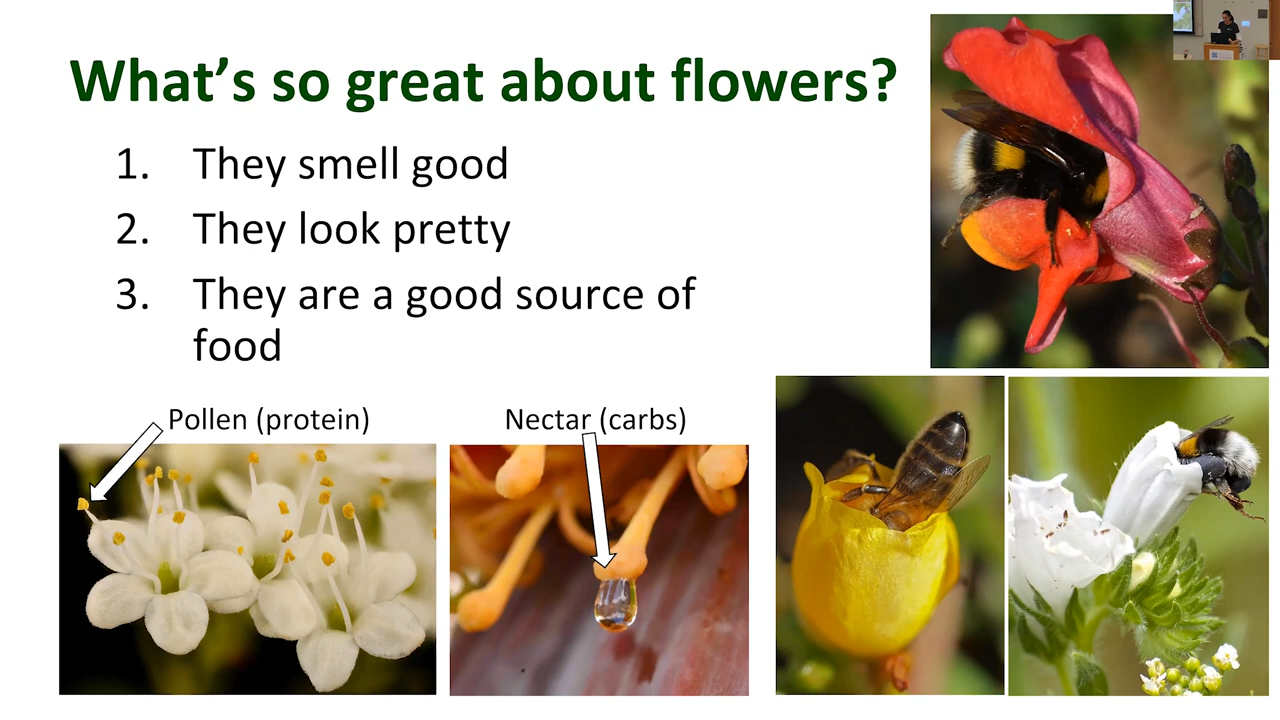 What's so great about flowers?
1. They smell good
2. They look pretty
3. They are a good source of
food
Pollen (protein)
Nectar (carbs)